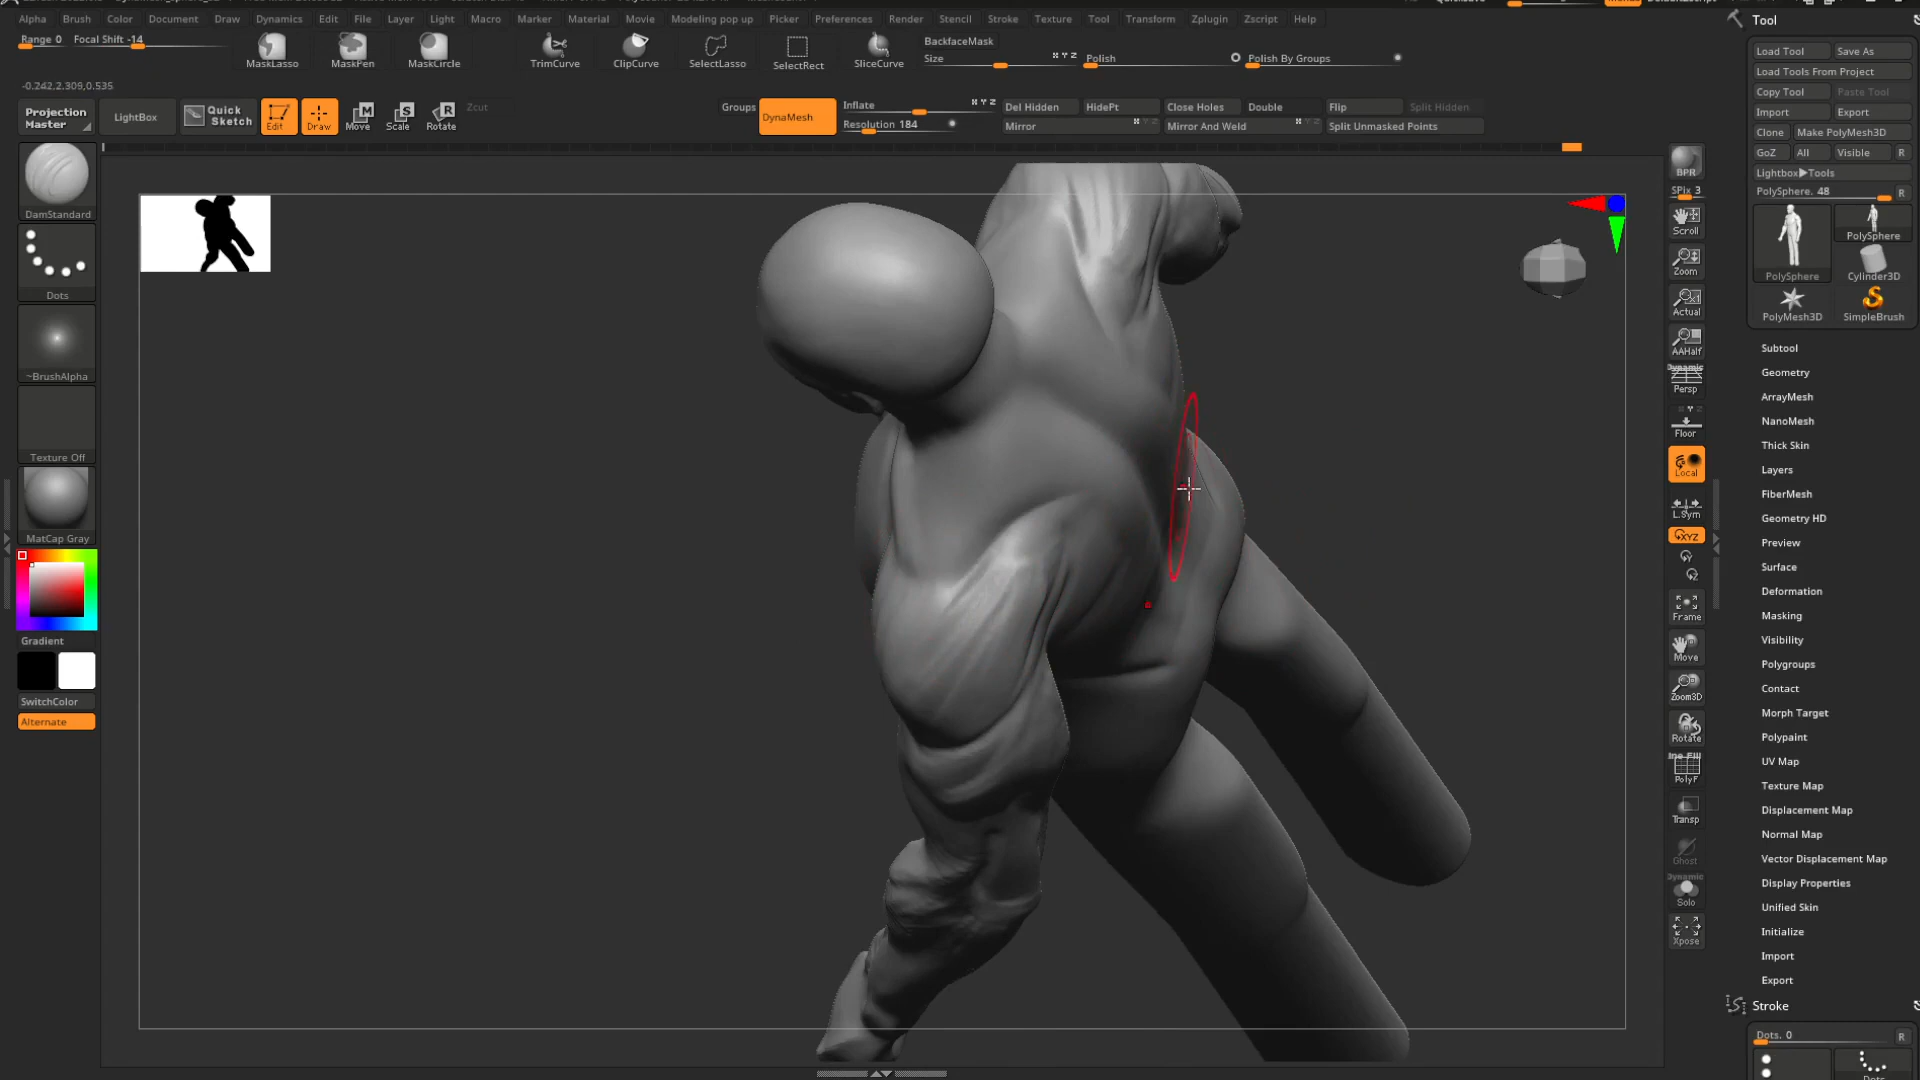 Alpha Brush Color Document Draw Dynamics Edit File Layer Light Macro Marker Material Movie Modeling pop up Picker Preferences Render Stencil Stroke Texture Tool Transform Zplugin Zscript Help
Range 0 Focal Shift -14
MaskLasso MaskPen MaskCircle TrimCurve ClipCurve SelectLasso SelectRect SliceCurve
BackfaceMask
Size X Y Z Polish Polish By Groups
-0.242,2.309,0.535
Projection Master
LightBox
Quick Sketch
Edit Draw Move Scale Rotate
Zcut
Groups DynaMesh
Inflate X Y Z Del Hidden HidePt Close Holes Double Flip Split Hidden
Resolution 184 Mirror Mirror And Weld Split Unmasked Points
DamStandard
Dots
~BrushAlpha
Texture Off
MatCap Gray
Gradient
SwitchColor
Alternate
BPR
SPix 3
Scroll
Zoom
Actual
AAHalf
Dynamic
Persp
Floor
Local
L.Sym
XYZ
Y
Z
Frame
Move
Zoom3D
Rotate
Line Fill
PolyF
Transp
Ghost
Dynamic
Solo
Xpose
Tool
Load Tool Save As
Load Tools From Project
Copy Tool Paste Tool
Import Export
Clone Make PolyMesh3D
GoZ All Visible R
Lightbox▶Tools
PolySphere. 48 R
PolySphere
PolySphere Cylinder3D
PolyMesh3D SimpleBrush
Subtool
Geometry
ArrayMesh
NanoMesh
Thick Skin
Layers
FiberMesh
Geometry HD
Preview
Surface
Deformation
Masking
Visibility
Polygroups
Contact
Morph Target
Polypaint
UV Map
Texture Map
Displacement Map
Normal Map
Vector Displacement Map
Display Properties
Unified Skin
Initialize
Import
Export
Stroke
Dots. 0 R
Dots